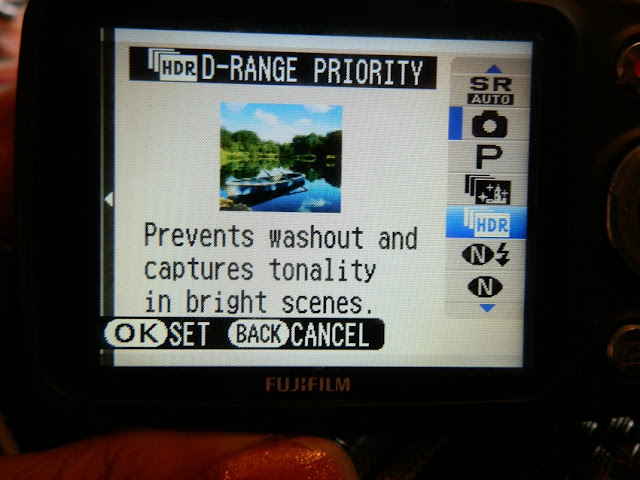 HDR D-RANGE PRIORITY
SR
AUTO
P
HDR
N
N
Prevents washout and
captures tonality
in bright scenes.
OK SET BACK CANCEL
FUJIFILM